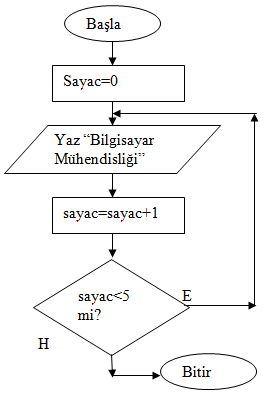 Başla
Sayac=0
Yaz “Bilgisayar
Mühendisliği”
sayac=sayac+1
sayac<5
mi?
E
H
Bitir